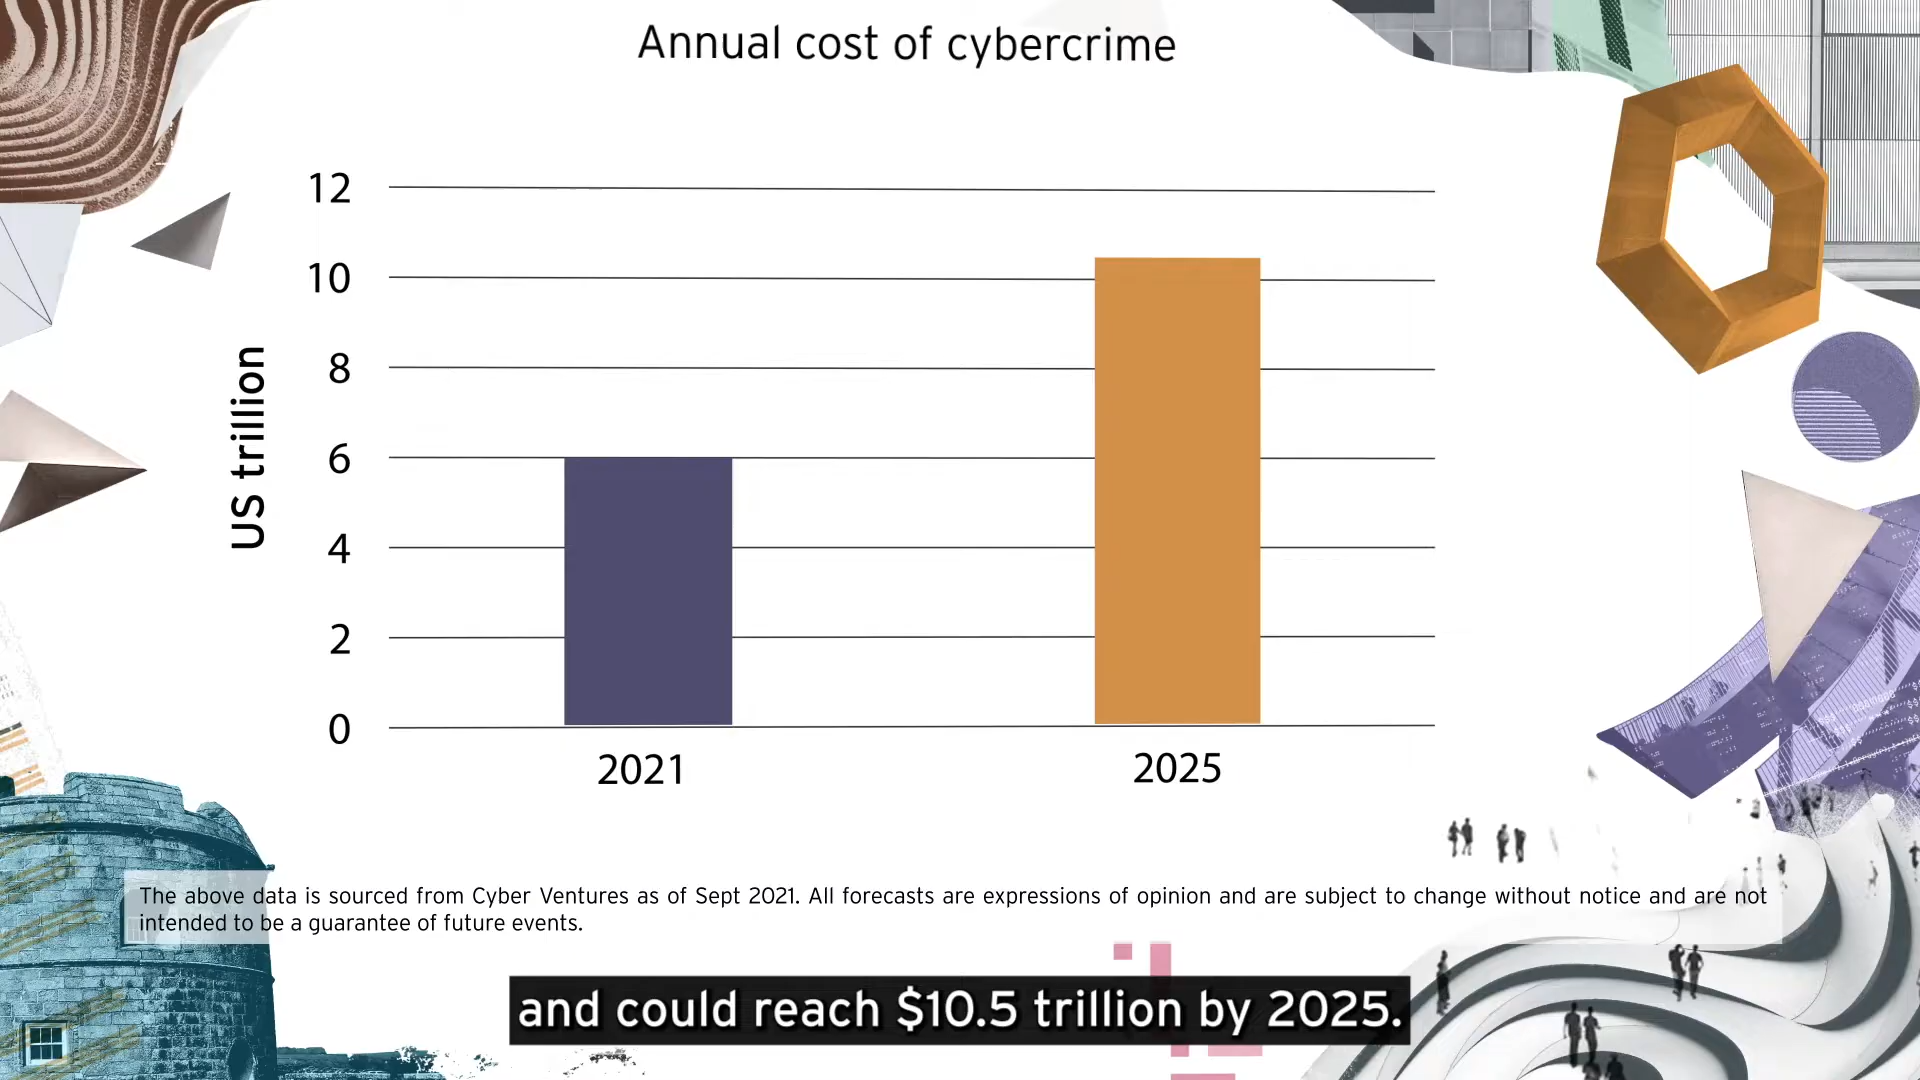 Annual cost of cybercrime
12
10
8
6
4
2
0
US trillion
2021
2025
The above data is sourced from Cyber Ventures as of Sept 2021. All forecasts are expressions of opinion and are subject to change without notice and are not
intended to be a guarantee of future events.
and could reach $10.5 trillion by 2025.